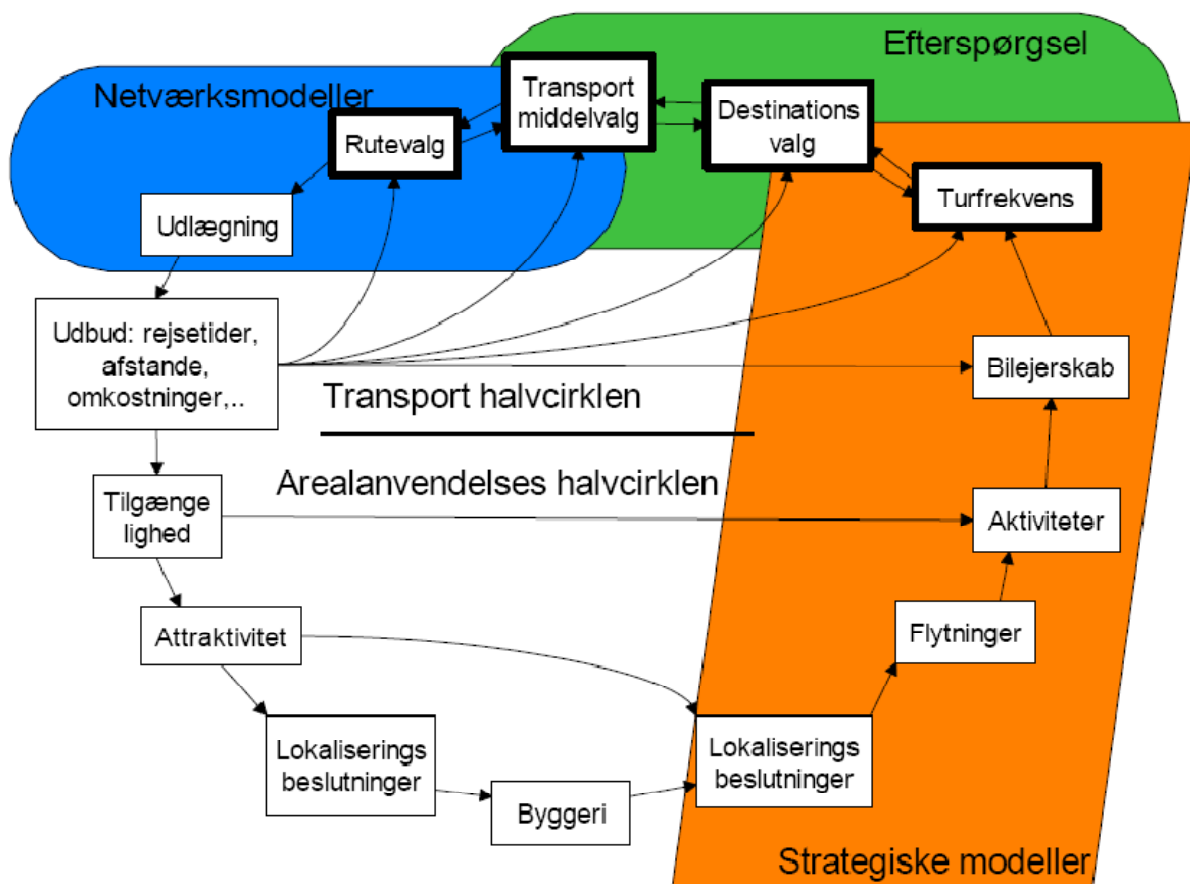 Efterspørgsel
Netværksmodeller
Transport
middelvalg
Destinations
valg
Rutevalg
Turfrekvens
Udlægning
Udbud: rejsetider,
afstande,
omkostninger,..
Bilejerskab
Transport halvcirklen
Arealanvendelses halvcirklen
Tilgænge
lighed
Aktiviteter
Attraktivitet
Flytninger
Lokaliserings
beslutninger
Byggeri
Lokaliserings
beslutninger
Strategiske modeller